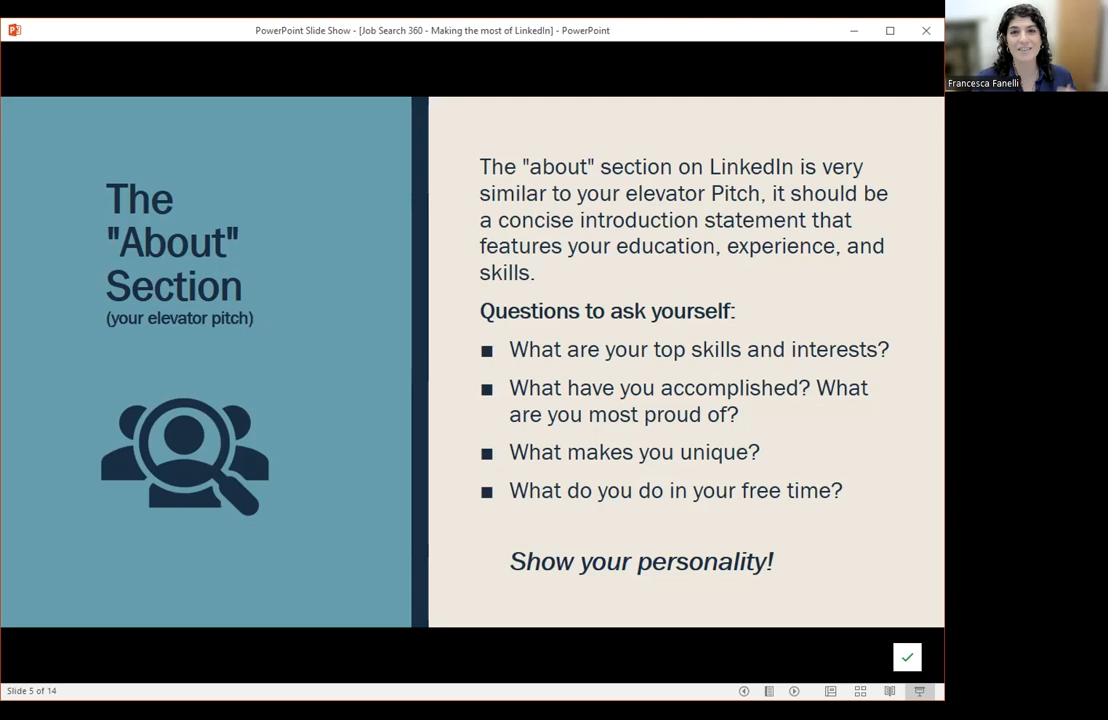 PowerPoint Slide Show - [Job Search 360 - Making the most of LinkedIn] - PowerPoint
Francesca Fanelli
The
"About"
Section
(your elevator pitch)
The "about" section on LinkedIn is very
similar to your elevator Pitch, it should be
a concise introduction statement that
features your education, experience, and
skills.
Questions to ask yourself:
■ What are your top skills and interests?
■ What have you accomplished? What
are you most proud of?
■ What makes you unique?
■ What do you do in your free time?
Show your personality!
Slide 5 of 14